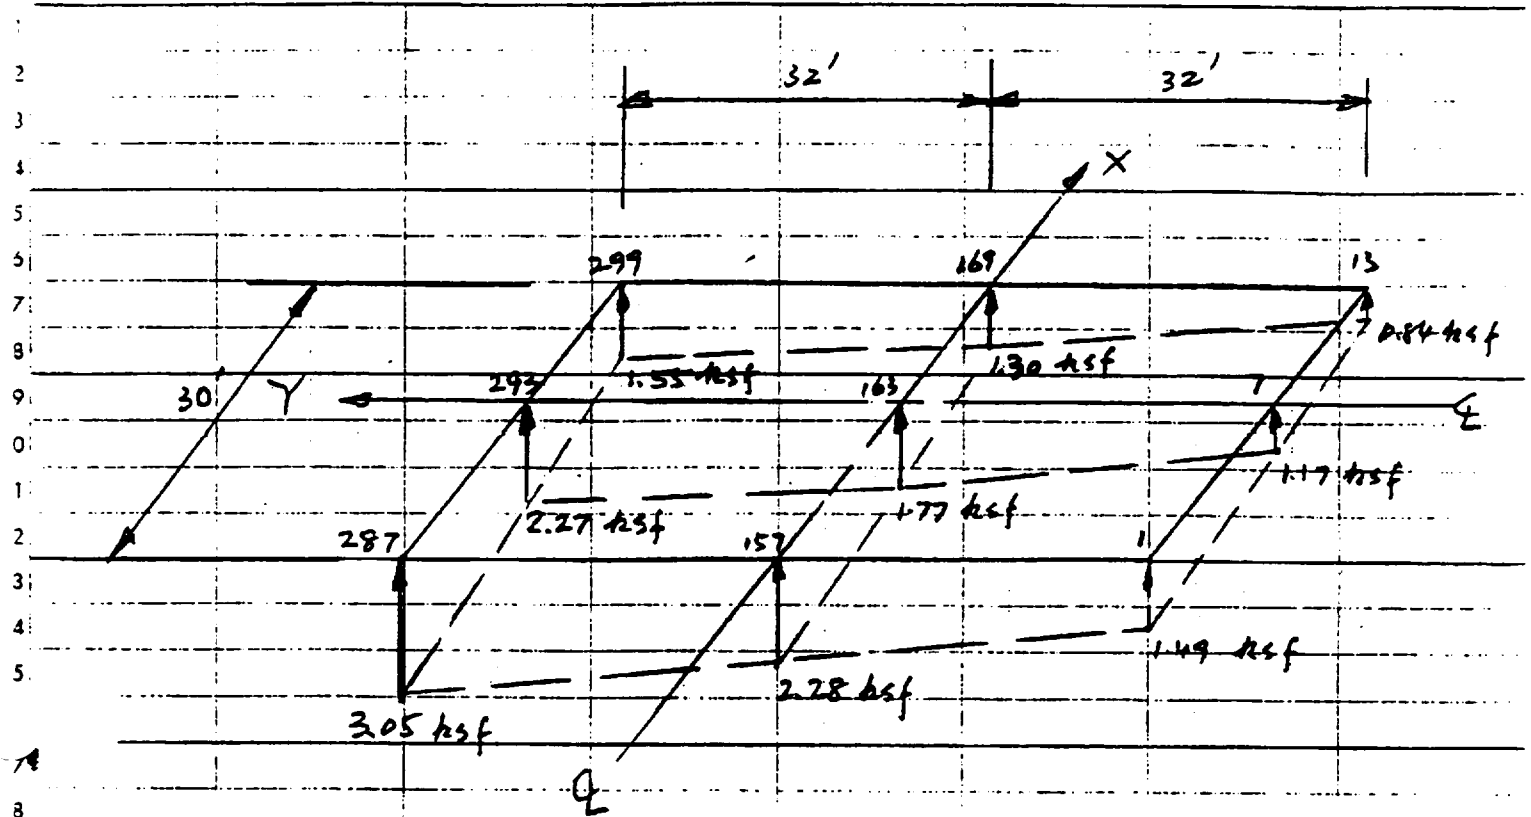 32' 32'
X
299 169 13
0.84 ksf
1.55 ksf 1.30 ksf
30' Y 293 163 7 ℄
1.17 ksf
2.27 ksf 1.77 ksf
287 157 1
1.49 ksf
2.28 ksf
3.05 ksf
℄